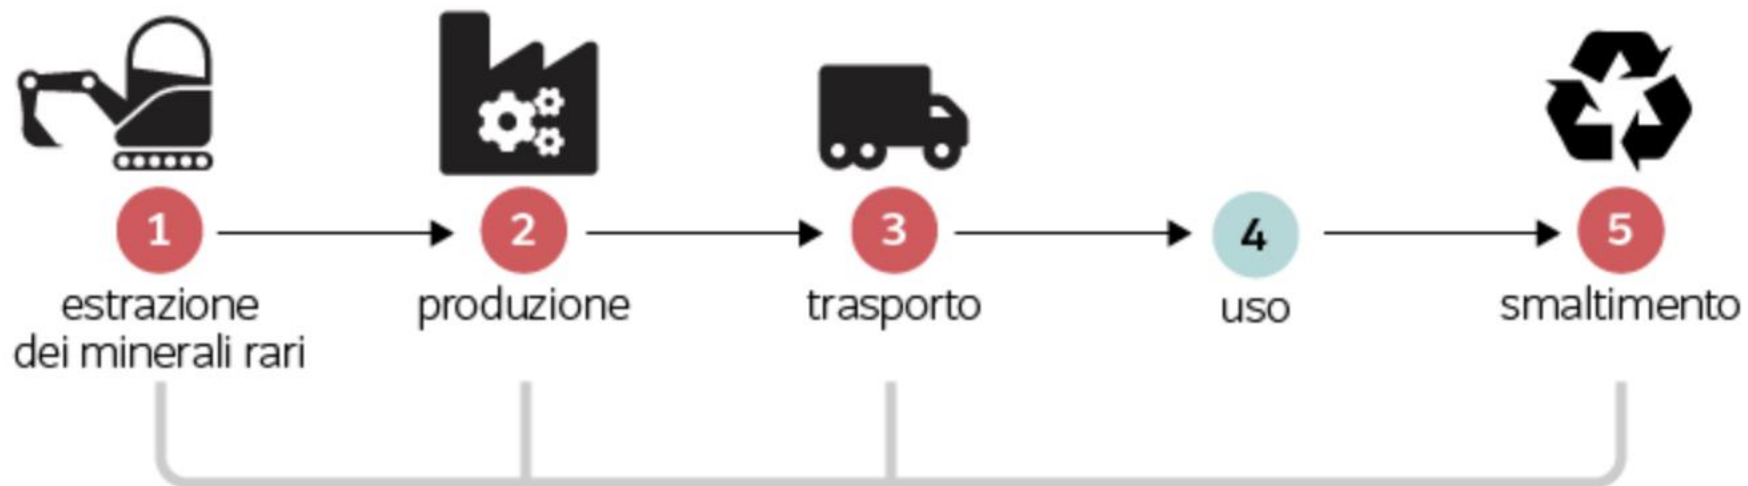 1
2
3
4
5
estrazione
dei minerali rari
produzione
trasporto
uso
smaltimento